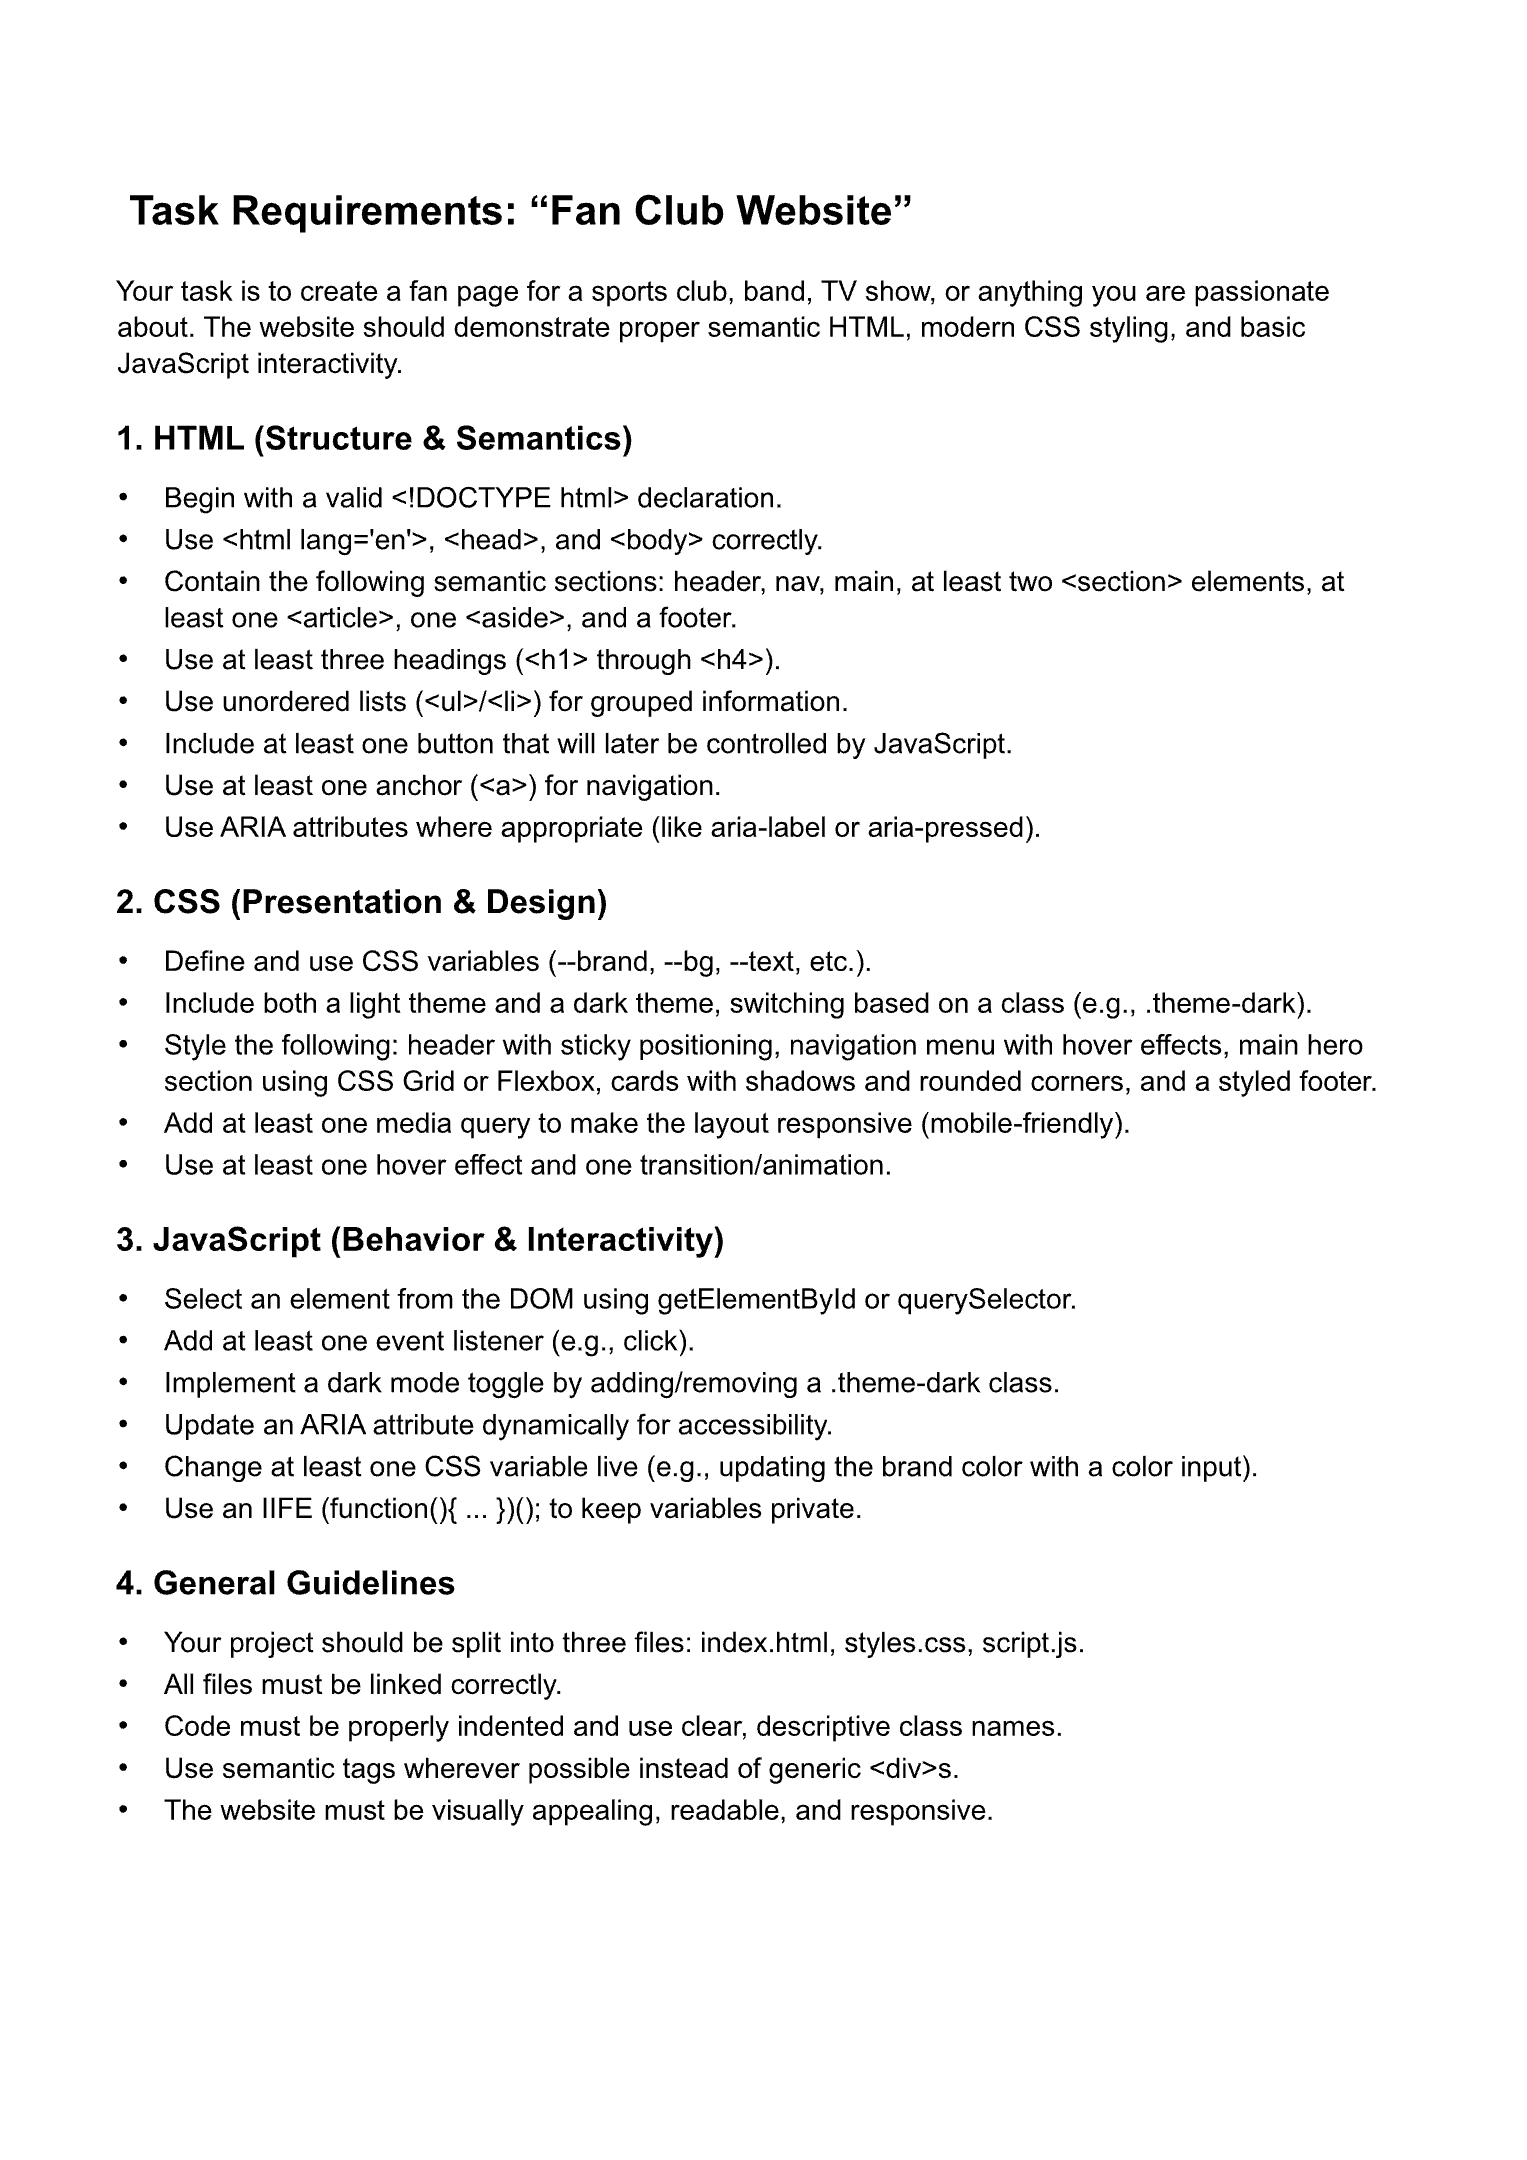 Task Requirements: “Fan Club Website”
Your task is to create a fan page for a sports club, band, TV show, or anything you are passionate
about. The website should demonstrate proper semantic HTML, modern CSS styling, and basic
JavaScript interactivity.
1. HTML (Structure & Semantics)
• Begin with a valid <!DOCTYPE html> declaration.
• Use <html lang='en'>, <head>, and <body> correctly.
• Contain the following semantic sections: header, nav, main, at least two <section> elements, at
least one <article>, one <aside>, and a footer.
• Use at least three headings (<h1> through <h4>).
• Use unordered lists (<ul>/<li>) for grouped information.
• Include at least one button that will later be controlled by JavaScript.
• Use at least one anchor (<a>) for navigation.
• Use ARIA attributes where appropriate (like aria-label or aria-pressed).
2. CSS (Presentation & Design)
• Define and use CSS variables (--brand, --bg, --text, etc.).
• Include both a light theme and a dark theme, switching based on a class (e.g., .theme-dark).
• Style the following: header with sticky positioning, navigation menu with hover effects, main hero
section using CSS Grid or Flexbox, cards with shadows and rounded corners, and a styled footer.
• Add at least one media query to make the layout responsive (mobile-friendly).
• Use at least one hover effect and one transition/animation.
3. JavaScript (Behavior & Interactivity)
• Select an element from the DOM using getElementById or querySelector.
• Add at least one event listener (e.g., click).
• Implement a dark mode toggle by adding/removing a .theme-dark class.
• Update an ARIA attribute dynamically for accessibility.
• Change at least one CSS variable live (e.g., updating the brand color with a color input).
• Use an IIFE (function(){ ... })(); to keep variables private.
4. General Guidelines
• Your project should be split into three files: index.html, styles.css, script.js.
• All files must be linked correctly.
• Code must be properly indented and use clear, descriptive class names.
• Use semantic tags wherever possible instead of generic <div>s.
• The website must be visually appealing, readable, and responsive.